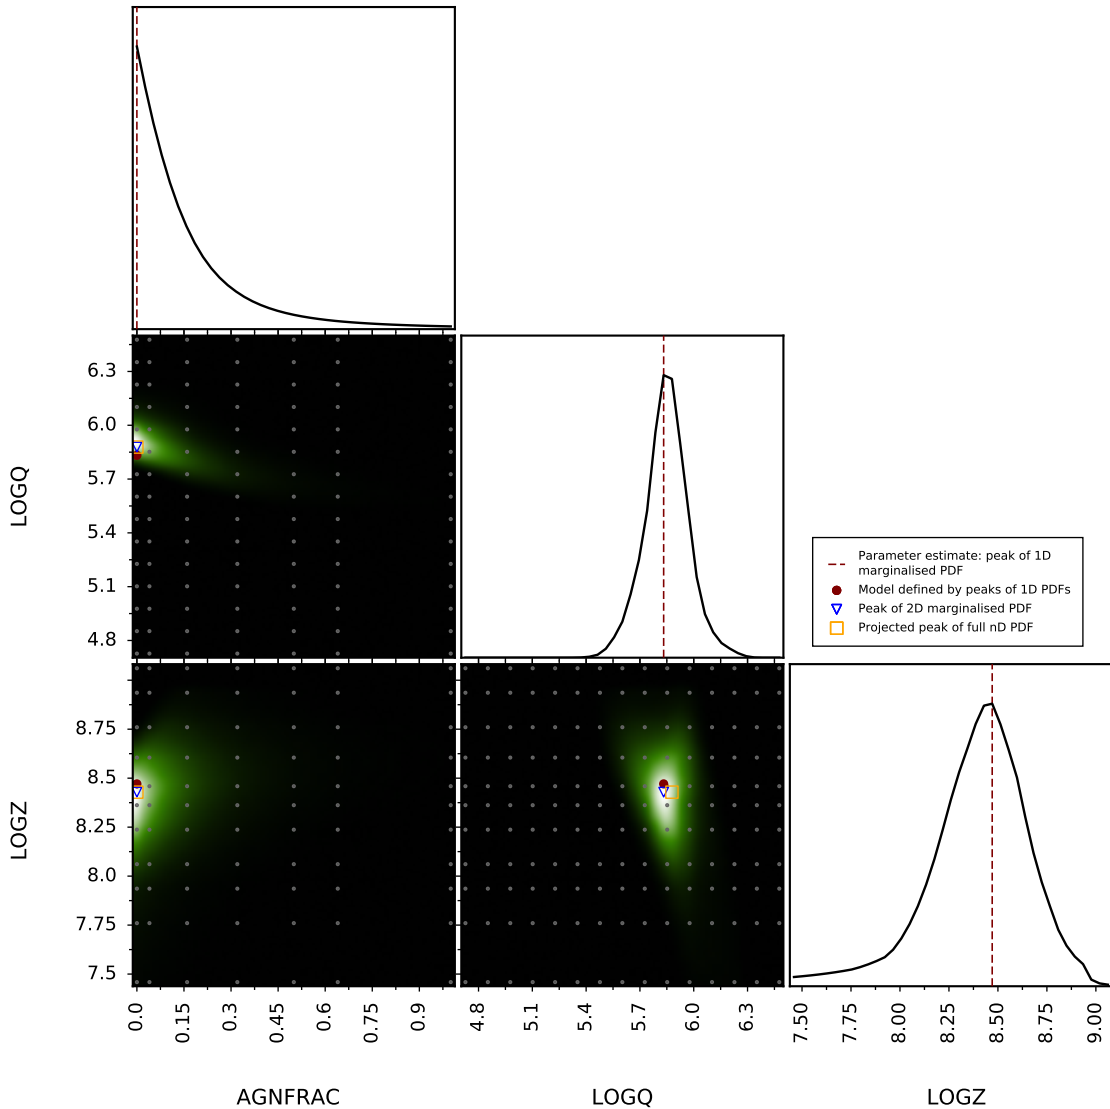 6.3
6.0
5.7
5.4
5.1
4.8
LOGQ
Parameter estimate: peak of 1D
marginalised PDF
Model defined by peaks of 1D PDFs
Peak of 2D marginalised PDF
Projected peak of full nD PDF
8.75
8.5
8.25
8.0
7.75
7.5
LOGZ
0.0 0.15 0.3 0.45 0.6 0.75 0.9
4.8 5.1 5.4 5.7 6.0 6.3
7.50 7.75 8.00 8.25 8.50 8.75 9.00
AGNFRAC LOGQ LOGZ